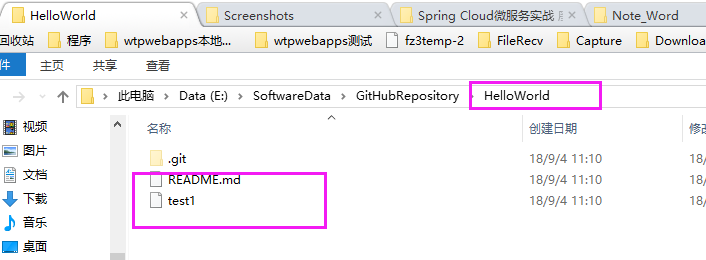 HelloWorld Screenshots Spring Cloud微服务实战 Note_Word
回收站 程序 wtpwebapps本地... wtpwebapps测试 fz3temp-2 FileRecv Capture Downloa
件 主页 共享 查看
此电脑 Data (E:) SoftwareData GitHubRepository HelloWorld
视频 名称 创建日期 修改
图片 .git 18/9/4 11:10 18/
文档 README.md 18/9/4 11:10 18/
下载 test1 18/9/4 11:10 18/
音乐
桌面